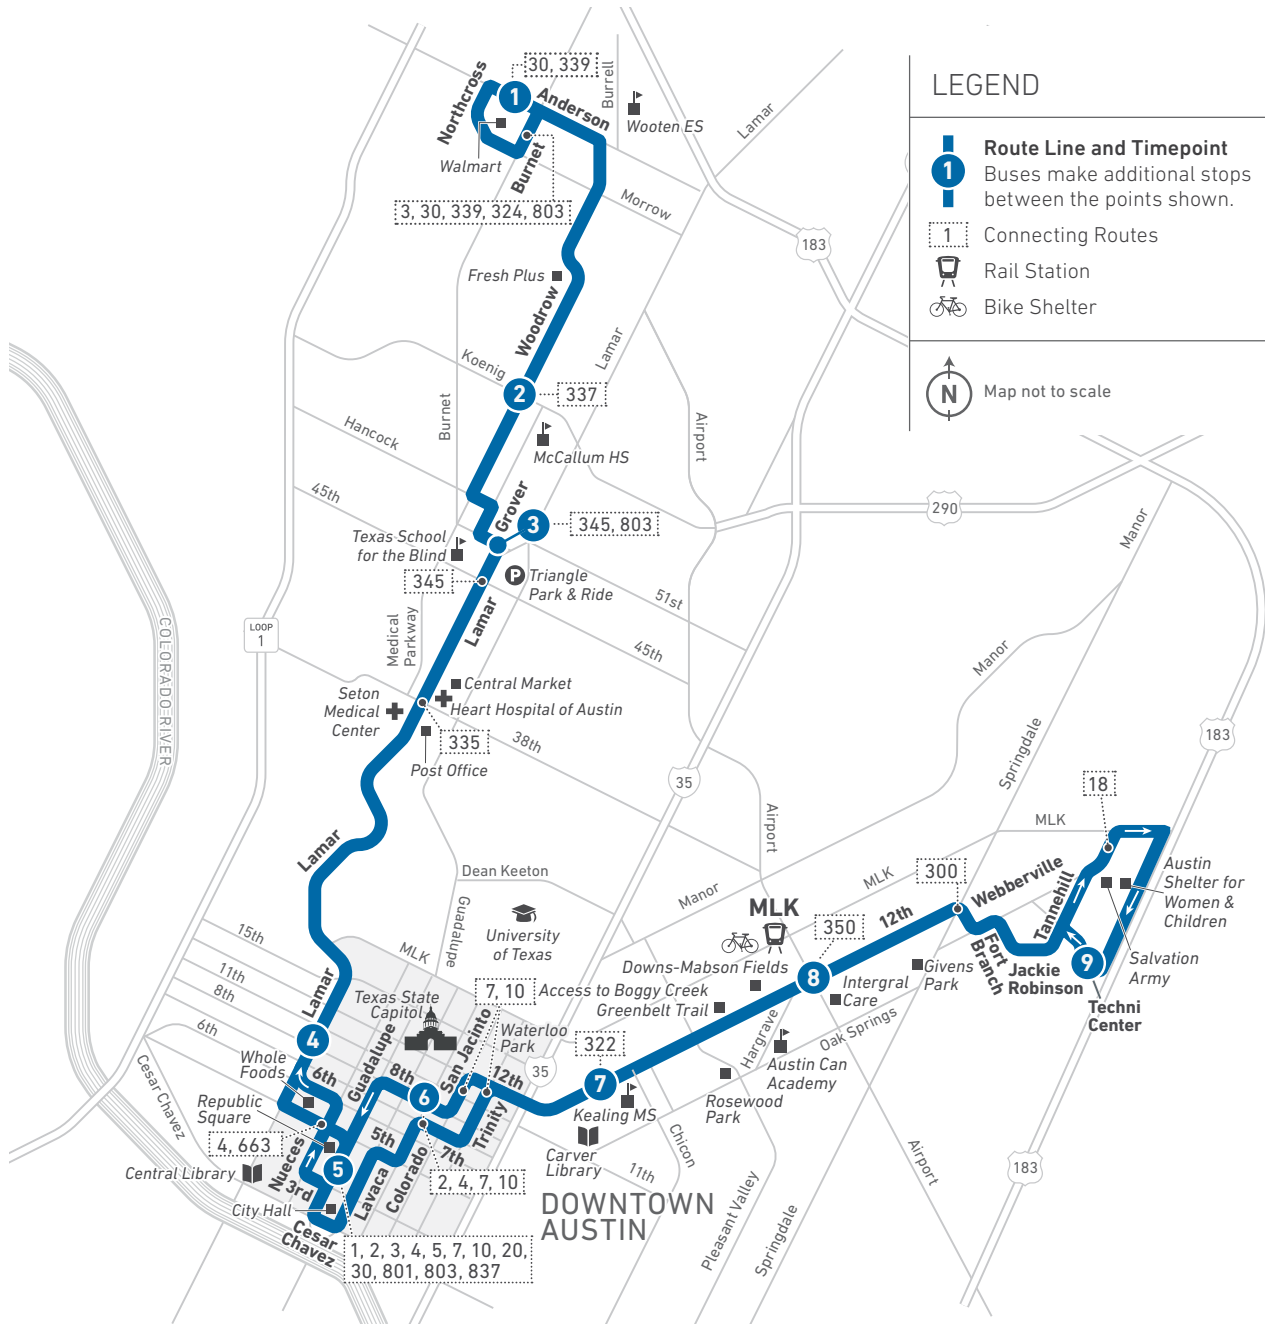 30, 339
1
Northcross
Anderson
Burrell
Wooten ES
Lamar
Walmart
Burnet
Morrow
3, 30, 339, 324, 803
183
LEGEND
1
Route Line and Timepoint
Buses make additional stops
between the points shown.
1
Connecting Routes
Rail Station
Bike Shelter
N
Map not to scale
Fresh Plus
Woodrow
Lamar
Koenig
2
337
Burnet
Airport
Hancock
McCallum HS
45th
Grover
3
345, 803
290
Manor
Texas School
for the Blind
345
P
Triangle
Park & Ride
51st
Lamar
45th
LOOP
1
COLORADO RIVER
Medical
Parkway
Manor
Central Market
Seton
Medical
Center
Heart Hospital of Austin
335
38th
Post Office
Springdale
183
35
18
Airport
MLK
Lamar
Dean Keeton
MLK
300
Webberville
Austin
Shelter for
Women &
Children
Manor
Guadalupe
MLK
12th
Tannehill
15th
University
of Texas
350
11th
MLK
Fort
Branch
9
8th
Lamar
Downs-Mabson Fields
8
Givens
Park
Jackie
Robinson
Salvation
Army
Texas State
Capitol
7, 10
Access to Boggy Creek
Greenbelt Trail
Intergral
Care
Techni
Center
6th
4
Guadalupe
San Jacinto
Waterloo
Park
322
Hargrave
Oak Springs
Cesar Chavez
Whole
Foods
6th
8th
6
12th
35
7
Austin Can
Academy
Republic
Square
Trinity
Kealing MS
Rosewood
Park
4, 663
5th
7th
Carver
Library
Chicon
Airport
Central Library
Nueces
5
Lavaca
Colorado
2, 4, 7, 10
11th
183
3rd
City Hall
DOWNTOWN
AUSTIN
Pleasant Valley
Springdale
Cesar
Chavez
1, 2, 3, 4, 5, 7, 10, 20,
30, 801, 803, 837